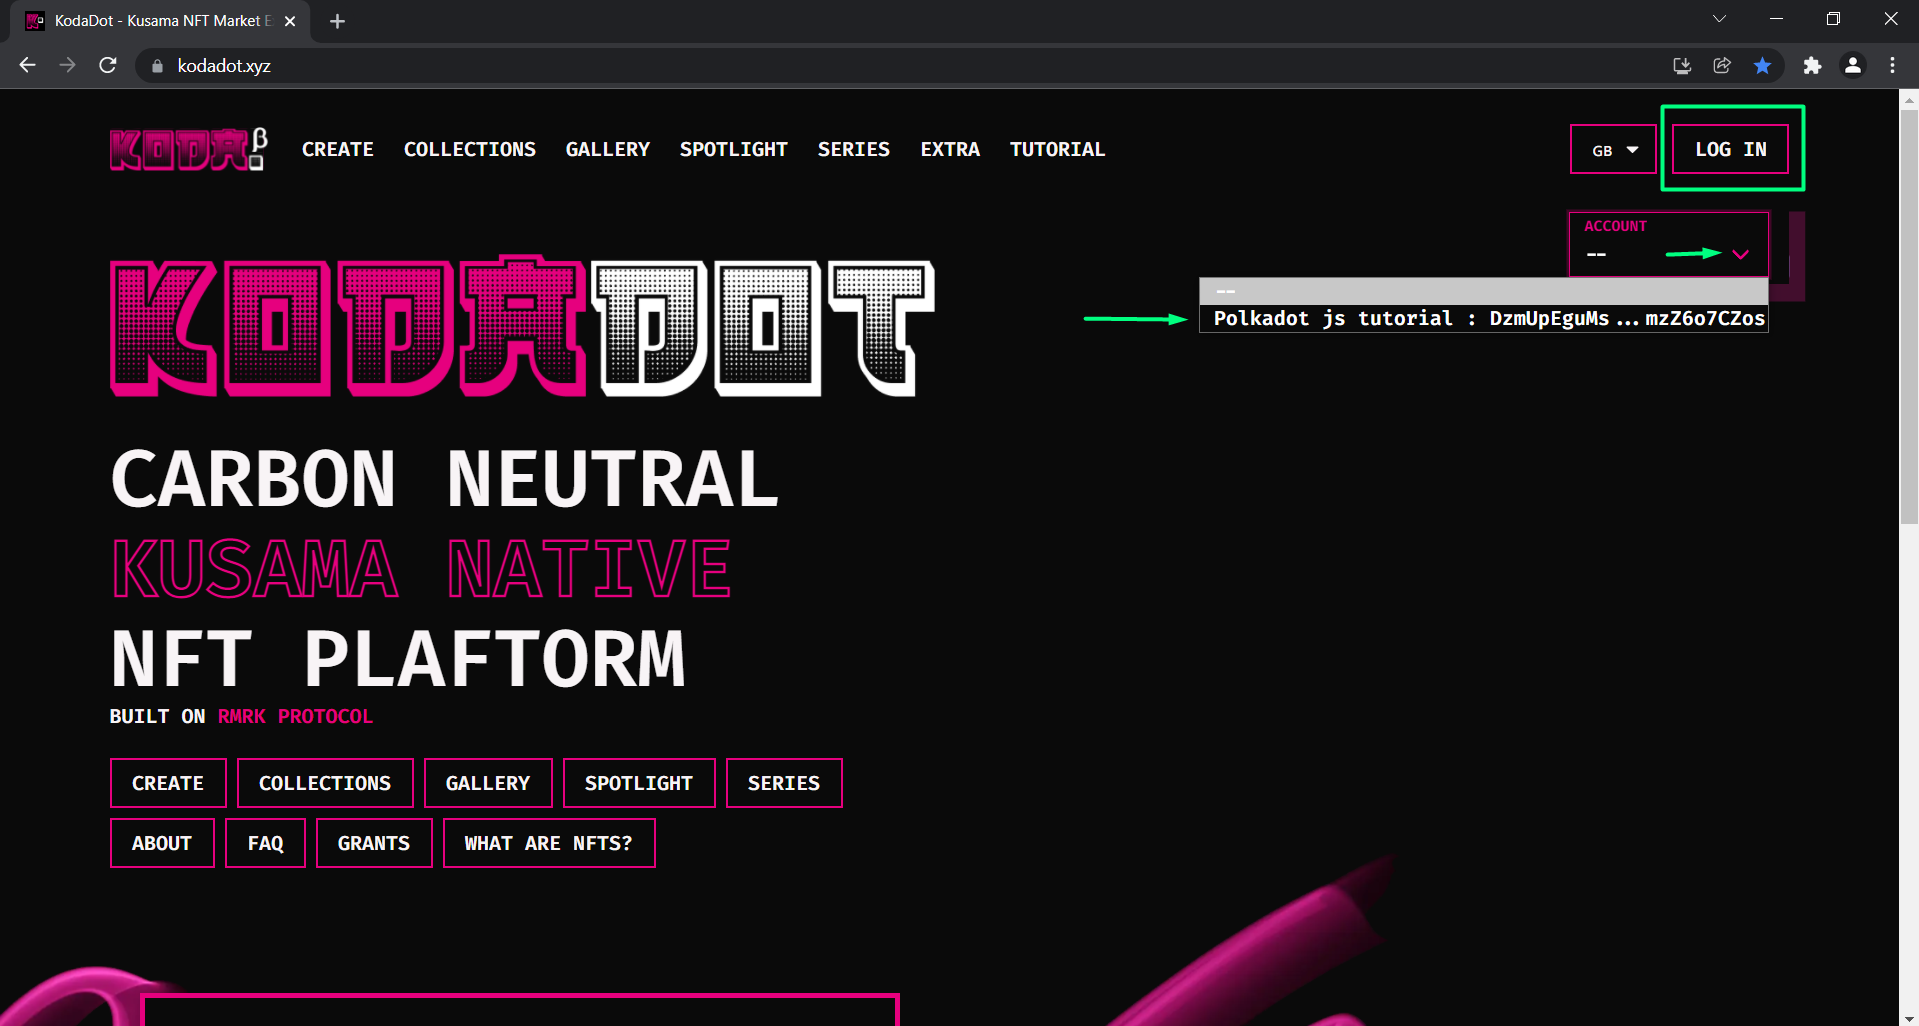 KodaDot - Kusama NFT Market E
kodadot.xyz
KODA β
CREATE COLLECTIONS GALLERY SPOTLIGHT SERIES EXTRA TUTORIAL
GB LOG IN
ACCOUNT
--
--
Polkadot js tutorial : DzmUpEguMs...mzZ6o7CZos
KODADOT
CARBON NEUTRAL
KUSAMA NATIVE
NFT PLAFTORM
BUILT ON RMRK PROTOCOL
CREATE COLLECTIONS GALLERY SPOTLIGHT SERIES
ABOUT FAQ GRANTS WHAT ARE NFTS?